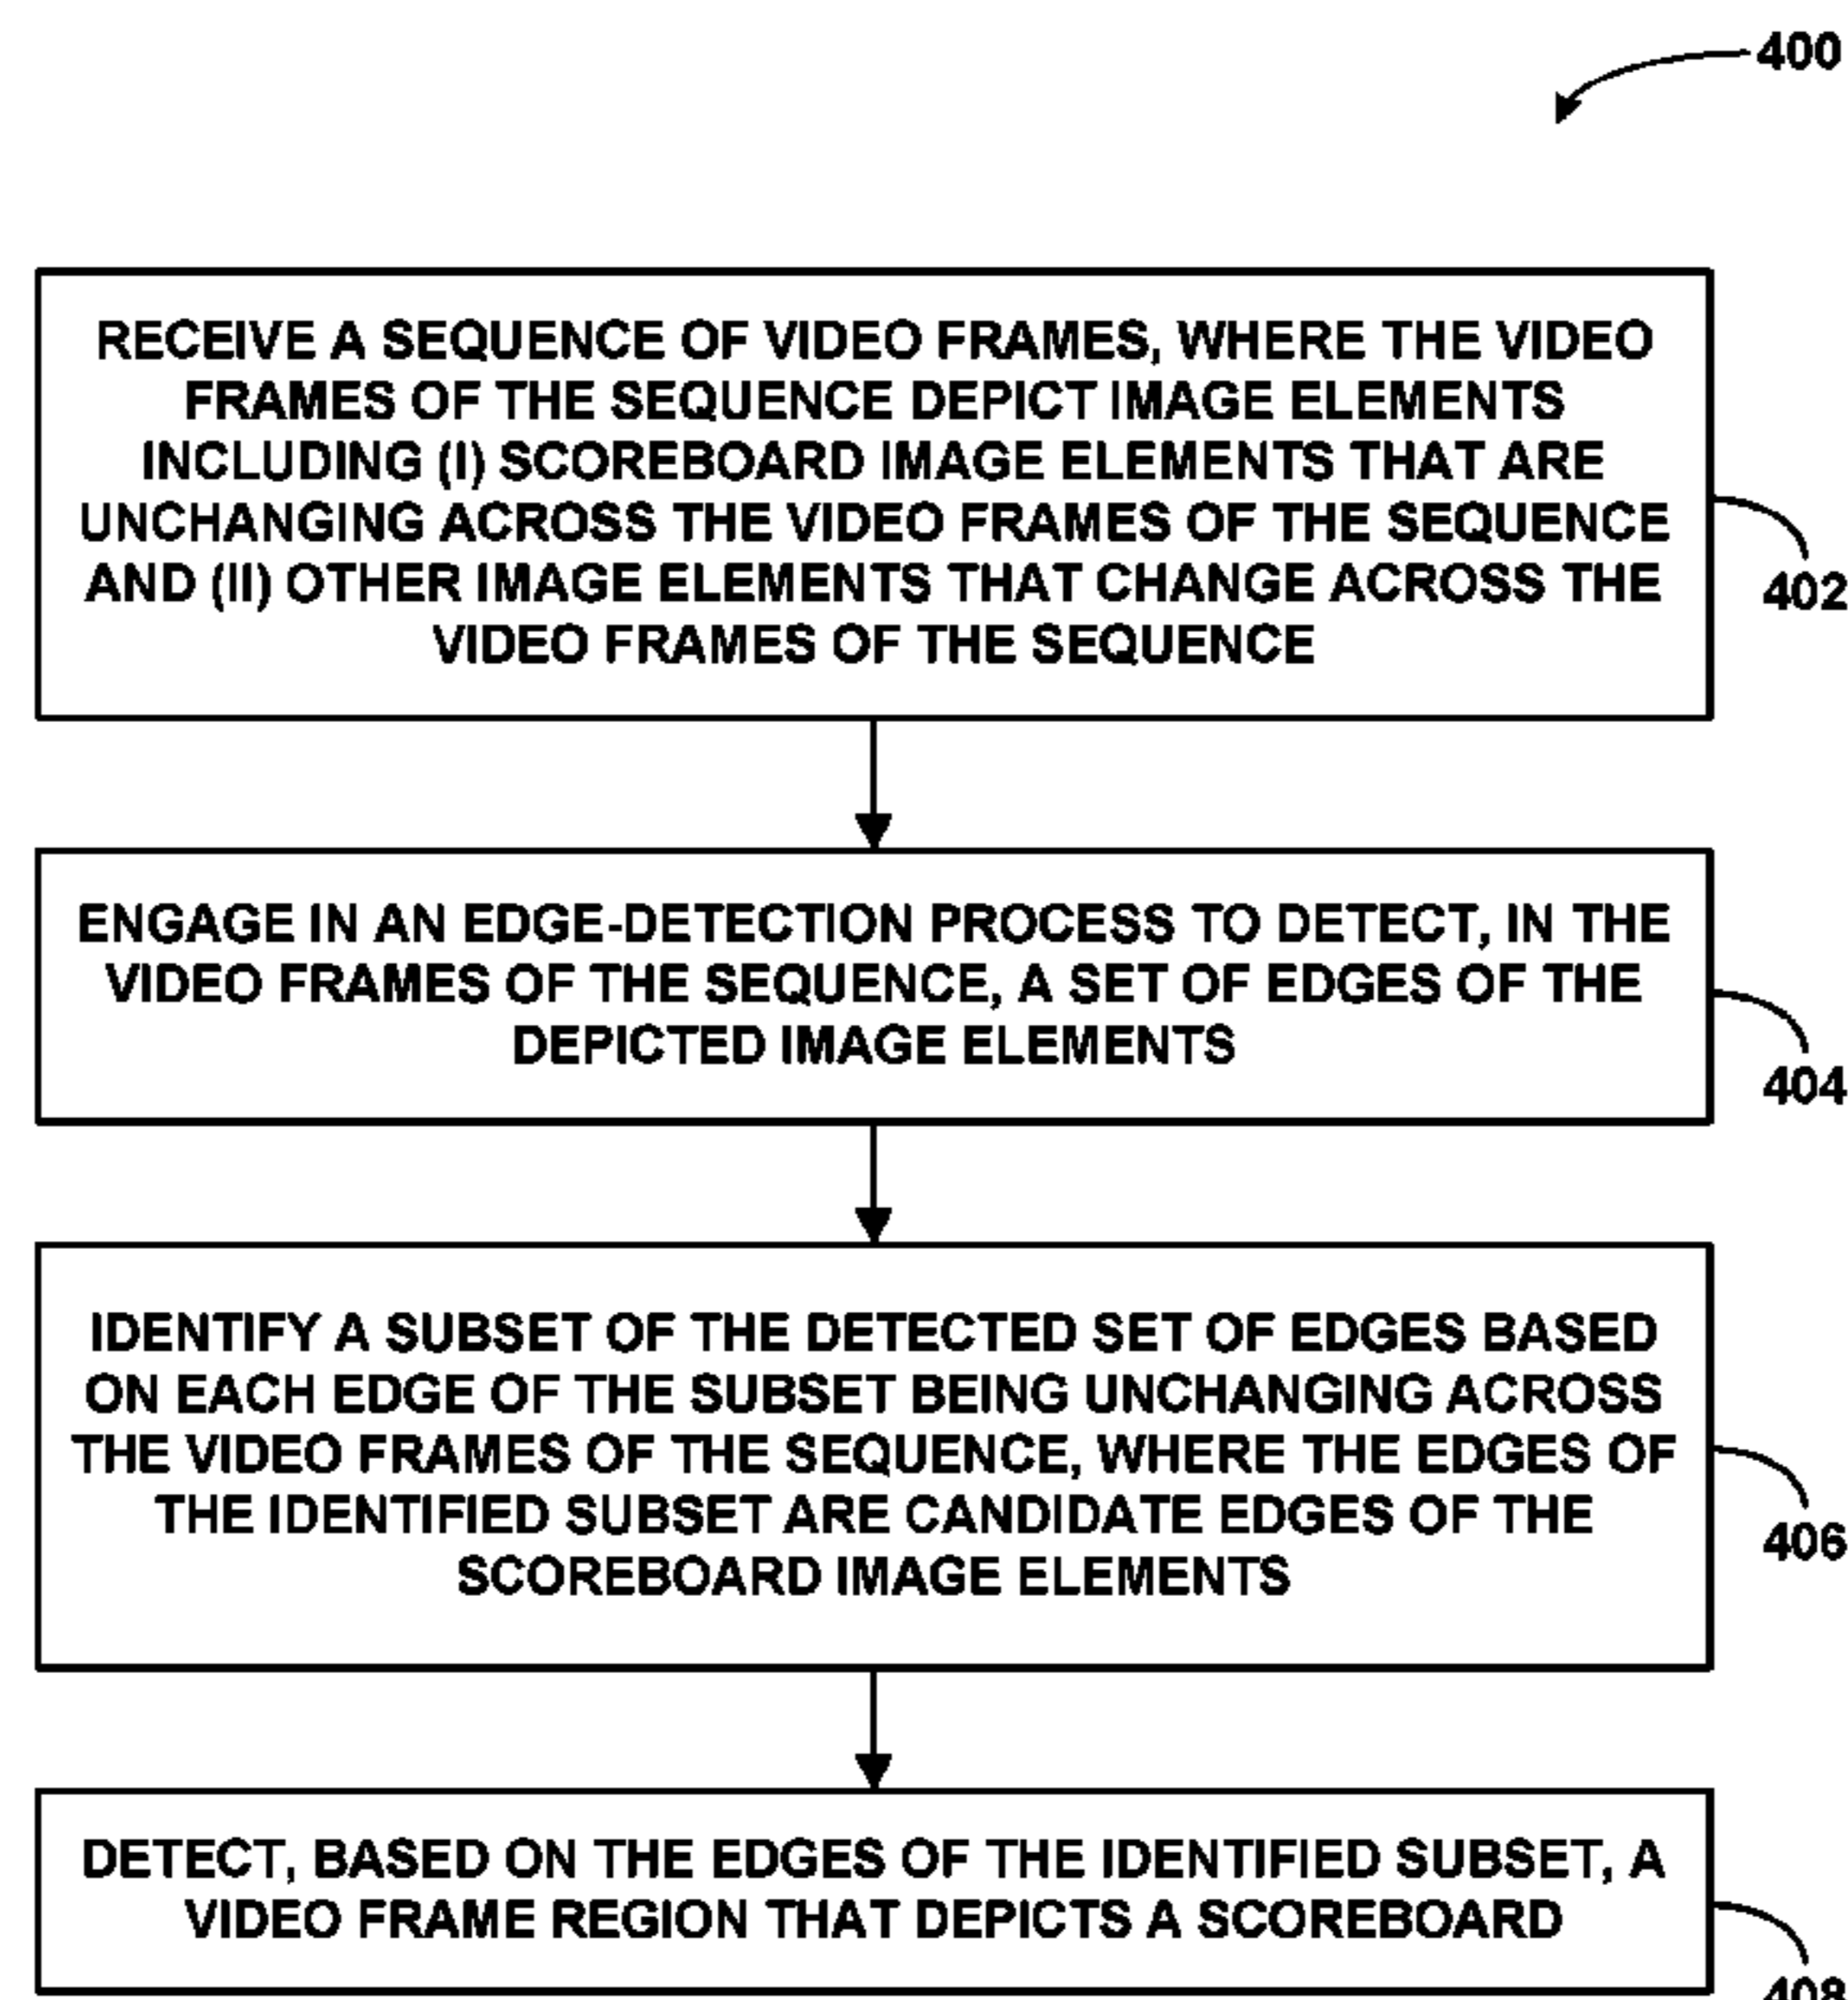 400
RECEIVE A SEQUENCE OF VIDEO FRAMES, WHERE THE VIDEO
FRAMES OF THE SEQUENCE DEPICT IMAGE ELEMENTS
INCLUDING (I) SCOREBOARD IMAGE ELEMENTS THAT ARE
UNCHANGING ACROSS THE VIDEO FRAMES OF THE SEQUENCE
AND (II) OTHER IMAGE ELEMENTS THAT CHANGE ACROSS THE
VIDEO FRAMES OF THE SEQUENCE
402
ENGAGE IN AN EDGE-DETECTION PROCESS TO DETECT, IN THE
VIDEO FRAMES OF THE SEQUENCE, A SET OF EDGES OF THE
DEPICTED IMAGE ELEMENTS
404
IDENTIFY A SUBSET OF THE DETECTED SET OF EDGES BASED
ON EACH EDGE OF THE SUBSET BEING UNCHANGING ACROSS
THE VIDEO FRAMES OF THE SEQUENCE, WHERE THE EDGES OF
THE IDENTIFIED SUBSET ARE CANDIDATE EDGES OF THE
SCOREBOARD IMAGE ELEMENTS
406
DETECT, BASED ON THE EDGES OF THE IDENTIFIED SUBSET, A
VIDEO FRAME REGION THAT DEPICTS A SCOREBOARD
408